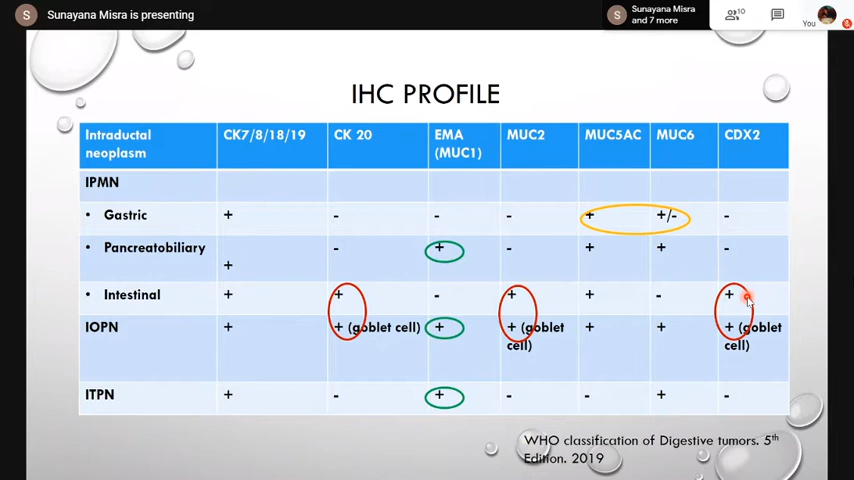 S Sunayana Misra is presenting
S Sunayana Misra
and 7 more
10
You
IHC PROFILE
Intraductal neoplasm CK7/8/18/19 CK 20 EMA (MUC1) MUC2 MUC5AC MUC6 CDX2
IPMN
• Gastric + - - - + +/- -
• Pancreatobiliary + - + - + + -
• Intestinal + + - + + - +
IOPN + + (goblet cell) + + (goblet cell) + + + (goblet cell)
ITPN + - + - - + -
WHO classification of Digestive tumors. 5th
Edition. 2019